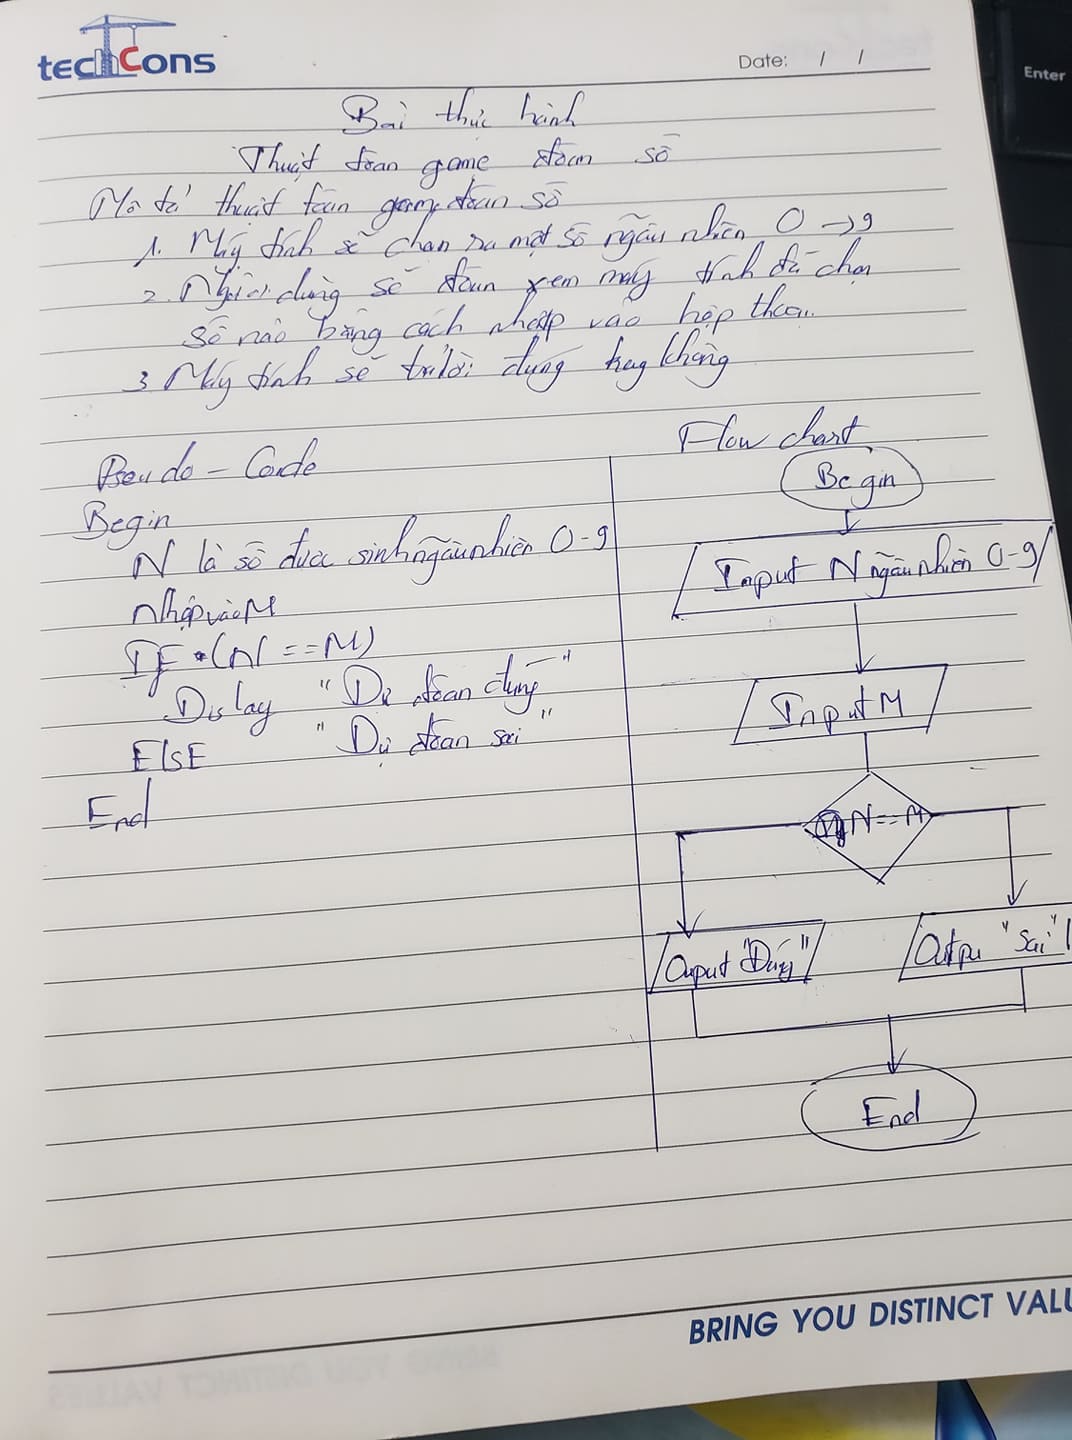 techCons
Date: / /
Enter
Bài thực hành
Thuật toán game đoán số
Mô tả thuật toán game đoán số
1. Máy tính sẽ chọn ra một số ngẫu nhiên 0 → 9
2. Người dùng sẽ đoán xem máy tính đã chọn
số nào bằng cách nhập vào hộp thoại.
3 Máy tính sẽ trả lời đúng hay không
Pseudo - Code
Begin
N là số được sinh ngẫu nhiên 0-9
nhập vào M
IF (N == M)
Display "Dự đoán đúng"
ElSE "Dự đoán sai"
End
Flow chart
Begin
Input N ngẫu nhiên 0-9
Input M
N==M
Ouput "Đúng"
Outpu "Sai"
End
BRING YOU DISTINCT VALU